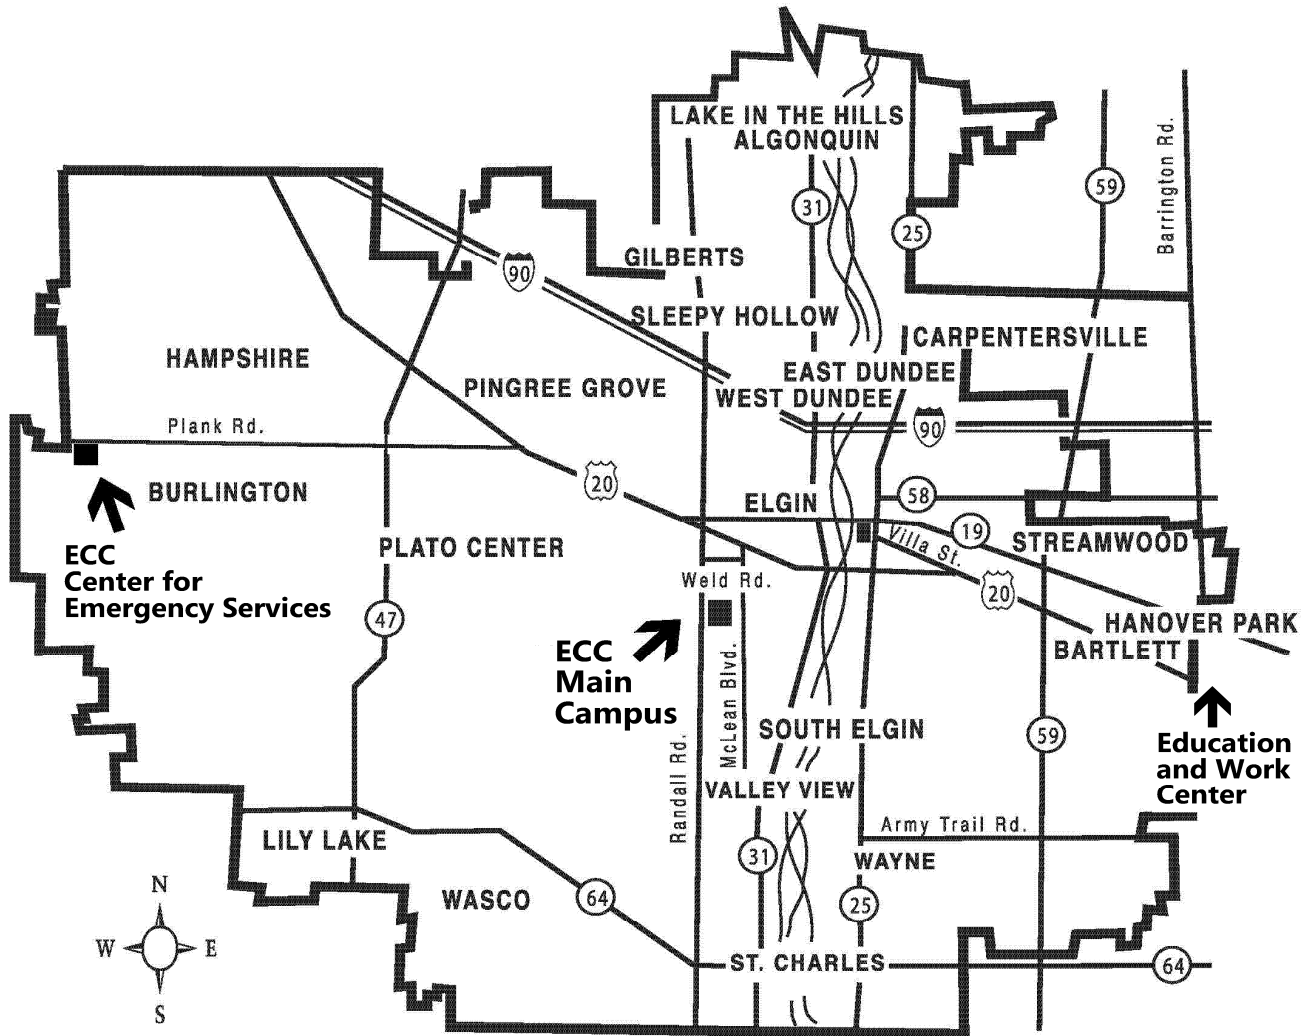 LAKE IN THE HILLS
ALGONQUIN
Barrington Rd.
59
31
25
GILBERTS
90
SLEEPY HOLLOW
CARPENTERSVILLE
HAMPSHIRE
EAST DUNDEE
PINGREE GROVE
WEST DUNDEE
Plank Rd.
90
20
BURLINGTON
58
ELGIN
19
Villa St.
STREAMWOOD
PLATO CENTER
ECC
Center for
Emergency Services
Weld Rd.
20
47
HANOVER PARK
BARTLETT
ECC
Main
Campus
McLean Blvd.
Randall Rd.
SOUTH ELGIN
59
Education
and Work
Center
VALLEY VIEW
Army Trail Rd.
LILY LAKE
31
WAYNE
WASCO
64
25
N
W
E
S
ST. CHARLES
64